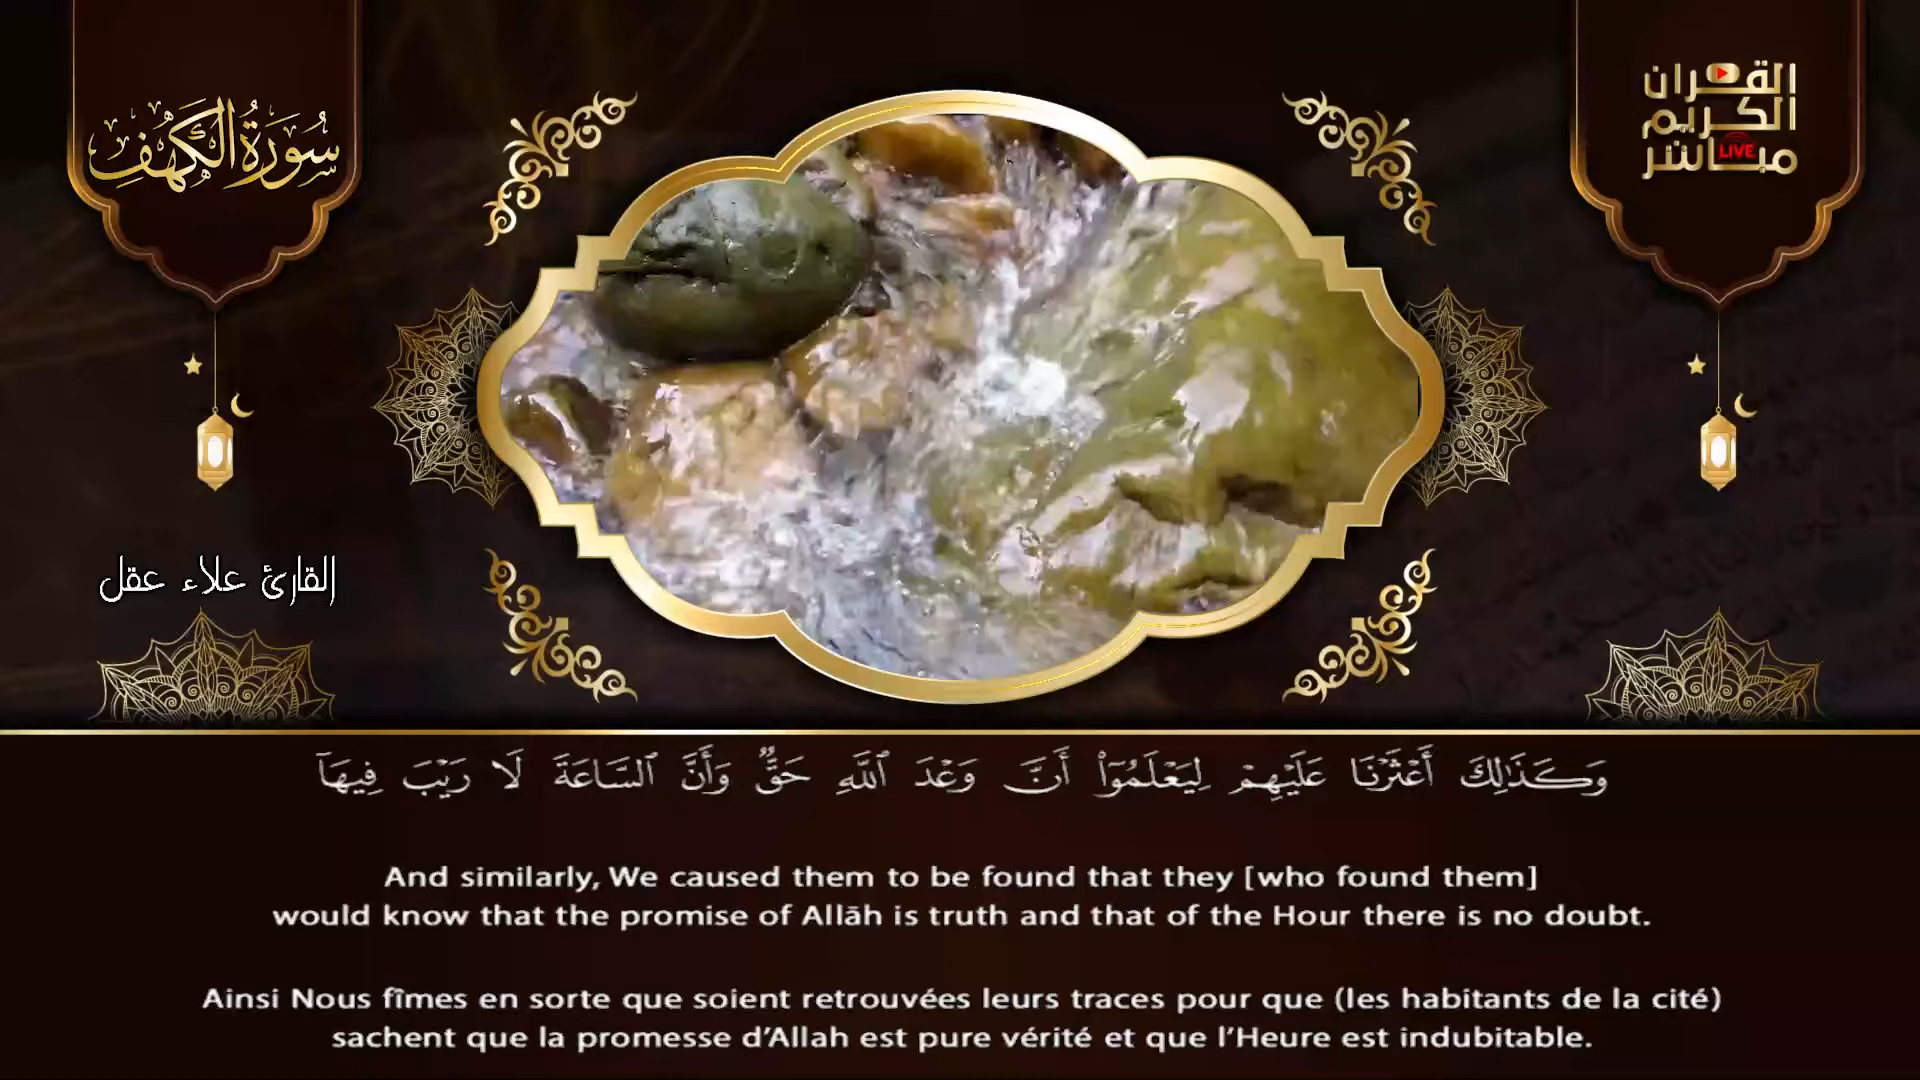 سُورَةُ الكَهْفِ
القرآن
الكريم
مباشر
LIVE
القارئ علاء عقل
وَكَذَٰلِكَ أَعْثَرْنَا عَلَيْهِمْ لِيَعْلَمُوٓا۟ أَنَّ وَعْدَ ٱللَّهِ حَقٌّ وَأَنَّ ٱلسَّاعَةَ لَا رَيْبَ فِيهَآ
And similarly, We caused them to be found that they [who found them]
would know that the promise of Allāh is truth and that of the Hour there is no doubt.
Ainsi Nous fîmes en sorte que soient retrouvées leurs traces pour que (les habitants de la cité)
sachent que la promesse d’Allah est pure vérité et que l’Heure est indubitable.